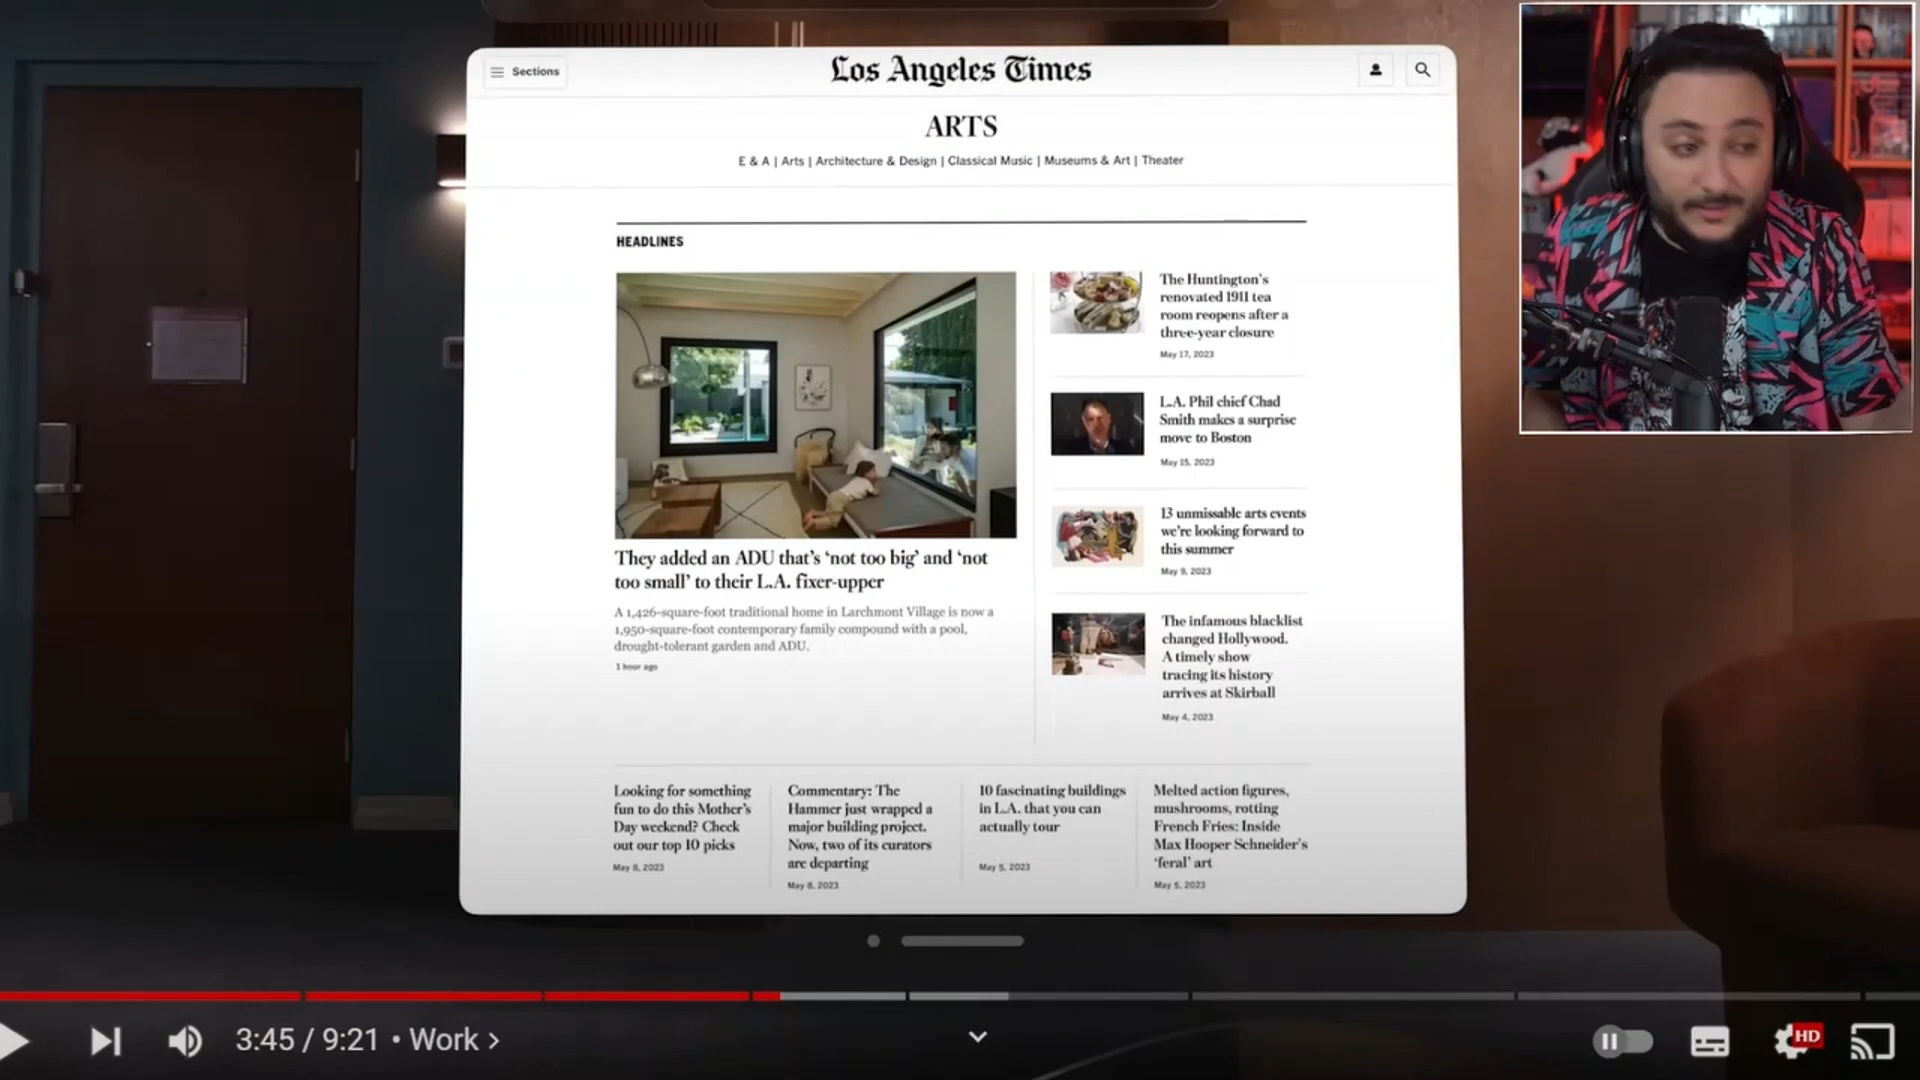 Sections
Los Angeles Times
ARTS
E & A | Arts | Architecture & Design | Classical Music | Museums & Art | Theater
HEADLINES
They added an ADU that’s ‘not too big’ and ‘not
too small’ to their L.A. fixer-upper
A 1,426-square-foot traditional home in Larchmont Village is now a
1,950-square-foot contemporary family compound with a pool,
drought-tolerant garden and ADU.
1 hour ago
The Huntington’s
renovated 1911 tea
room reopens after a
three-year closure
May 17, 2023
L.A. Phil chief Chad
Smith makes a surprise
move to Boston
May 15, 2023
13 unmissable arts events
we’re looking forward to
this summer
May 9, 2023
The infamous blacklist
changed Hollywood.
A timely show
tracing its history
arrives at Skirball
May 4, 2023
Looking for something
fun to do this Mother’s
Day weekend? Check
out our top 10 picks
May 8, 2023
Commentary: The
Hammer just wrapped a
major building project.
Now, two of its curators
are departing
May 8, 2023
10 fascinating buildings
in L.A. that you can
actually tour
May 5, 2023
Melted action figures,
mushrooms, rotting
French Fries: Inside
Max Hooper Schneider’s
‘feral’ art
May 5, 2023
3:45 / 9:21 • Work >
HD